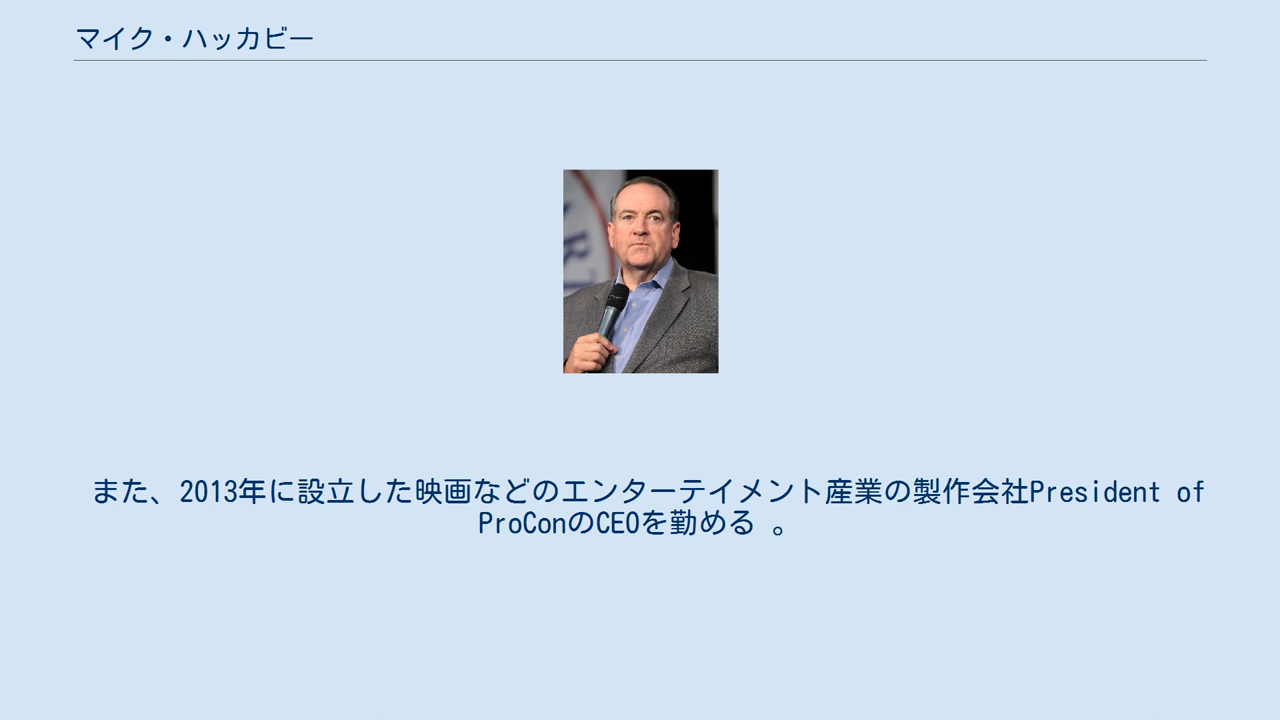 マイク・ハッカビー
また、2013年に設立した映画などのエンターテイメント産業の製作会社President of
ProConのCEOを勤める 。